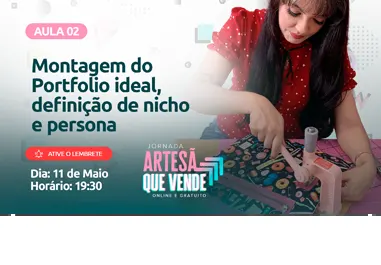 AULA 02
Montagem do
Portfolio ideal,
definição de nicho
e persona
ATIVE O LEMBRETE
Dia: 11 de Maio
Horário: 19:30
JORNADA
ARTESÃ
QUE VENDE
ONLINE E GRATUITO